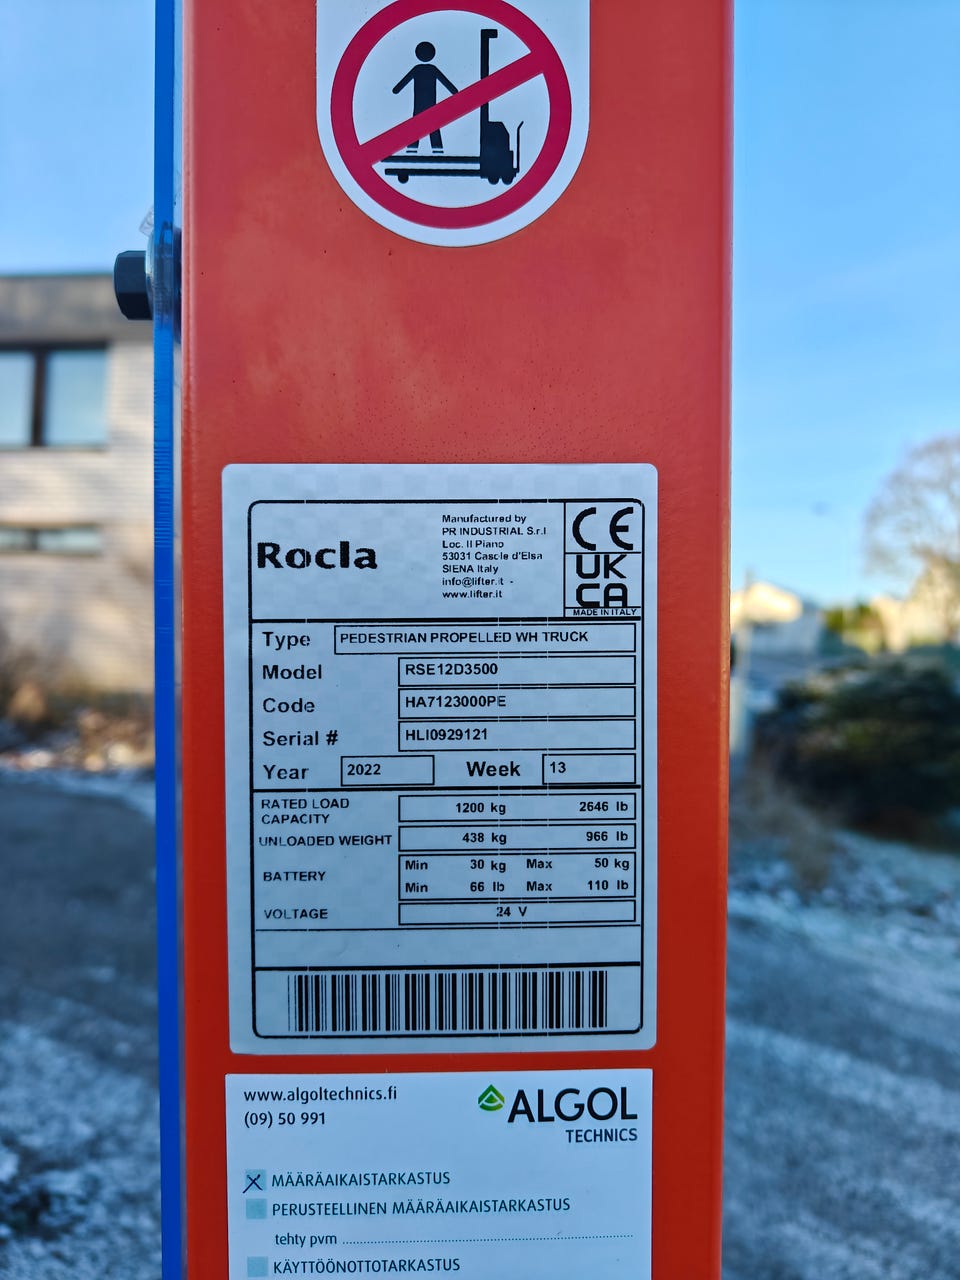 Rocla
Manufactured by
PR INDUSTRIAL S.r.l.
Loc. Il Piano
53031 Casole d'Elsa
SIENA Italy
info@lifter.it -
www.lifter.it
CE
UK
CA
MADE IN ITALY
Type PEDESTRIAN PROPELLED WH TRUCK
Model RSE12D3500
Code HA7123000PE
Serial # HLI0929121
Year 2022 Week 13
RATED LOAD CAPACITY 1200 kg 2646 lb
UNLOADED WEIGHT 438 kg 966 lb
BATTERY Min 30 kg Max 50 kg
Min 66 lb Max 110 lb
VOLTAGE 24 V
www.algoltechnics.fi
(09) 50 991
ALGOL
TECHNICS
MÄÄRÄAIKAISTARKASTUS
PERUSTEELLINEN MÄÄRÄAIKAISTARKASTUS
tehty pvm
KÄYTTÖÖNOTTOTARKASTUS